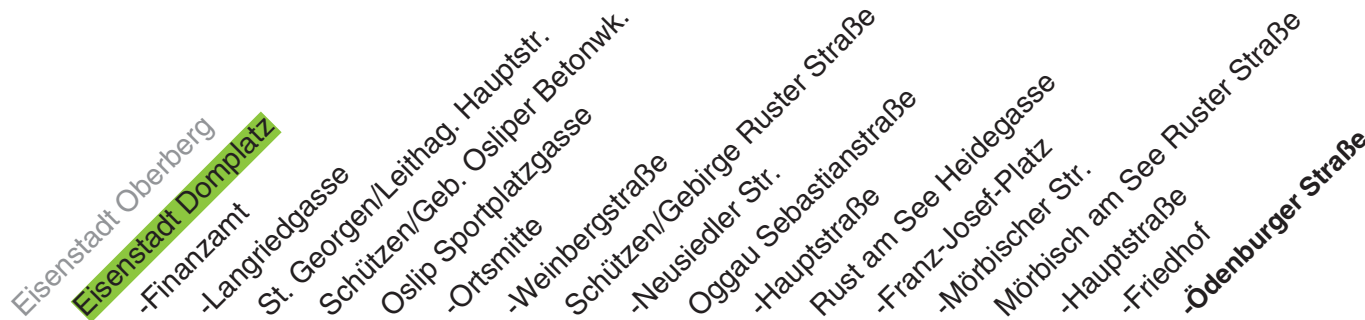 Eisenstadt Oberberg
Eisenstadt Domplatz
-Finanzamt
-Langriedgasse
St. Georgen/Leithag. Hauptstr.
Schützen/Geb. Osliper Betonwk.
Oslip Sportplatzgasse
-Ortsmitte
-Weinbergstraße
Schützen/Gebirge Ruster Straße
-Neusiedler Str.
Oggau Sebastianstraße
-Hauptstraße
Rust am See Heidegasse
-Franz-Josef-Platz
-Mörbischer Str.
Mörbisch am See Ruster Straße
-Hauptstraße
-Friedhof
-Ödenburger Straße